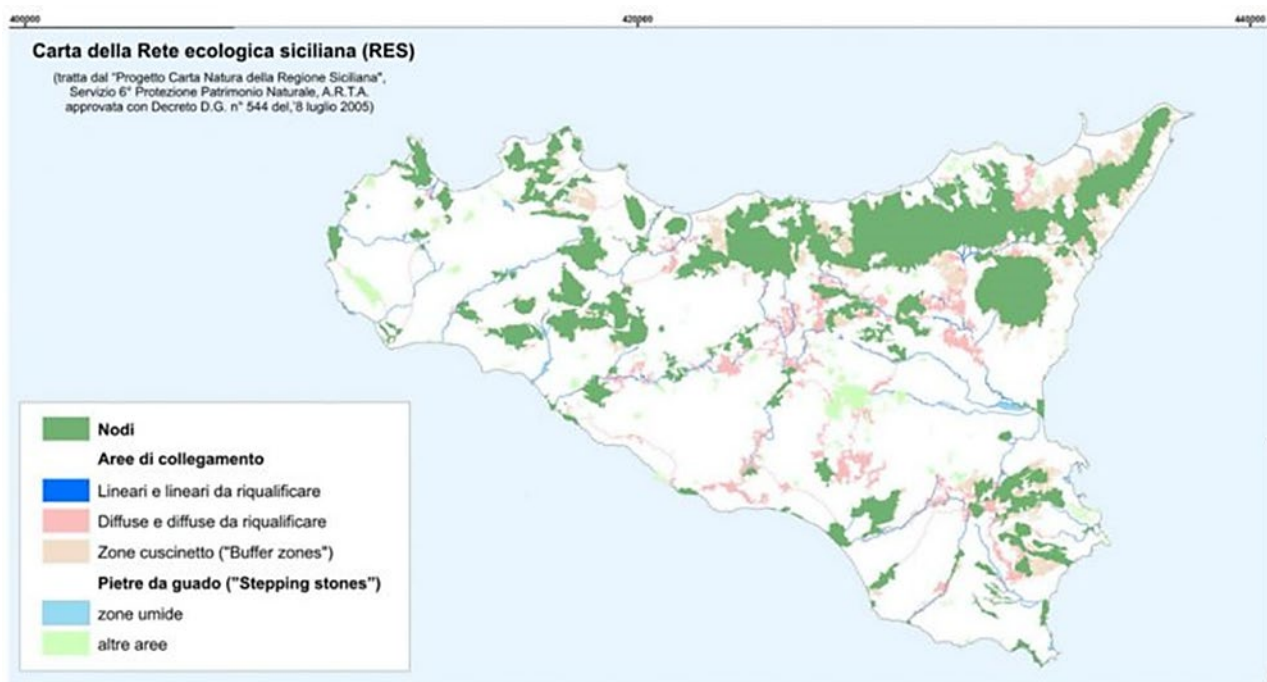 400000 420000 440000
Carta della Rete ecologica siciliana (RES)
(tratta dal "Progetto Carta Natura della Regione Siciliana",
Servizio 6° Protezione Patrimonio Naturale, A.R.T.A.
approvata con Decreto D.G. n° 544 del,'8 luglio 2005)
Nodi
Aree di collegamento
Lineari e lineari da riqualificare
Diffuse e diffuse da riqualificare
Zone cuscinetto ("Buffer zones")
Pietre da guado ("Stepping stones")
zone umide
altre aree